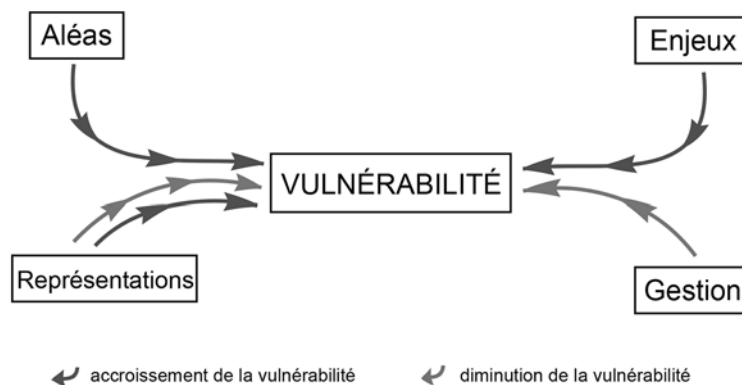 Aléas
Enjeux
VULNÉRABILITÉ
Représentations
Gestion
accroissement de la vulnérabilité
diminution de la vulnérabilité